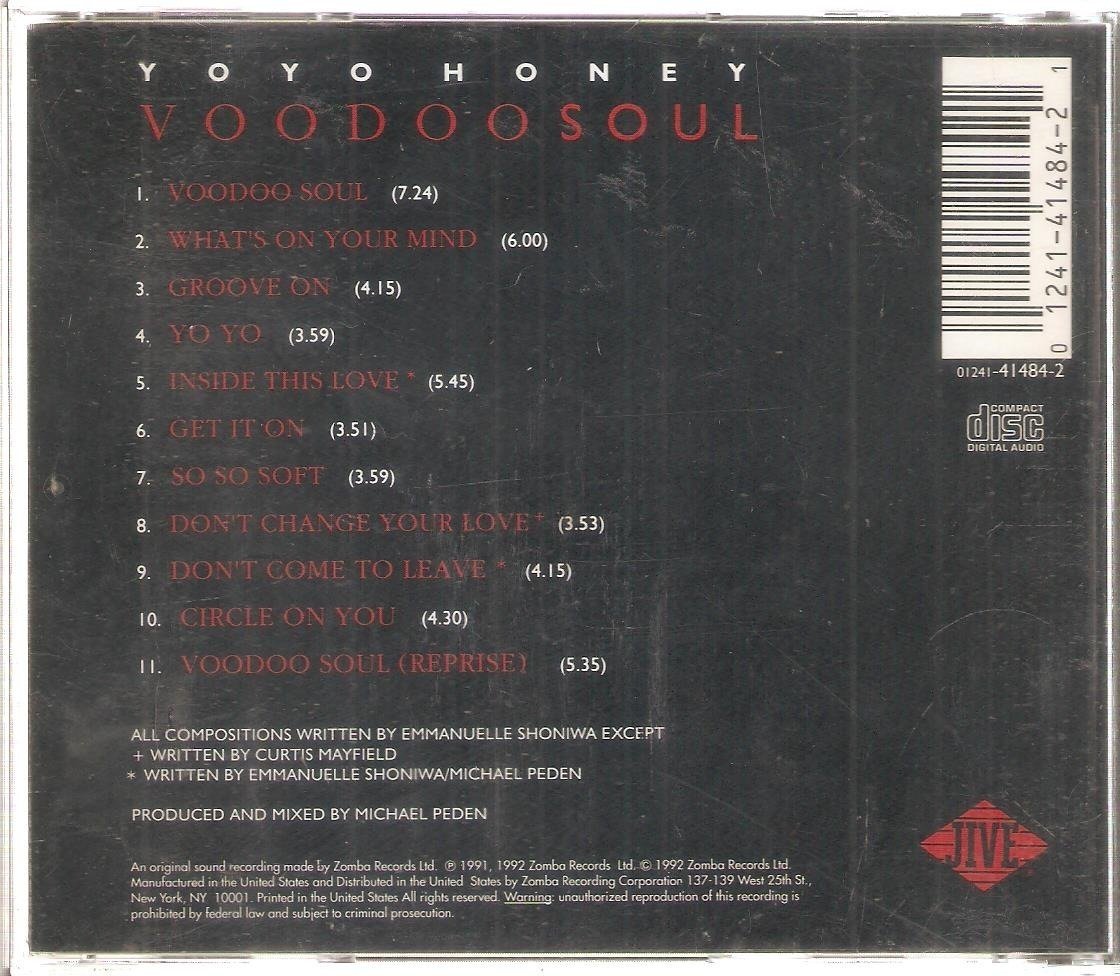 YOYO HONEY
VOODOO SOUL
1. VOODOO SOUL (7.24)
2. WHAT'S ON YOUR MIND (6.00)
3. GROOVE ON (4.15)
4. YO YO (3.59)
5. INSIDE THIS LOVE * (5.45)
6. GET IT ON (3.51)
7. SO SO SOFT (3.59)
8. DON'T CHANGE YOUR LOVE + (3.53)
9. DON'T COME TO LEAVE * (4.15)
10. CIRCLE ON YOU (4.30)
11. VOODOO SOUL (REPRISE) (5.35)
ALL COMPOSITIONS WRITTEN BY EMMANUELLE SHONIWA EXCEPT
+ WRITTEN BY CURTIS MAYFIELD
* WRITTEN BY EMMANUELLE SHONIWA/MICHAEL PEDEN
PRODUCED AND MIXED BY MICHAEL PEDEN
An original sound recording made by Zomba Records Ltd. ℗ 1991, 1992 Zomba Records Ltd. © 1992 Zomba Records Ltd.
Manufactured in the United States and Distributed in the United States by Zomba Recording Corporation 137-139 West 25th St.,
New York, NY 10001. Printed in the United States All rights reserved. Warning: unauthorized reproduction of this recording is
prohibited by federal law and subject to criminal prosecution.
0 1241-41484-2 1
01241-41484-2
COMPACT
disc
DIGITAL AUDIO
JIVE